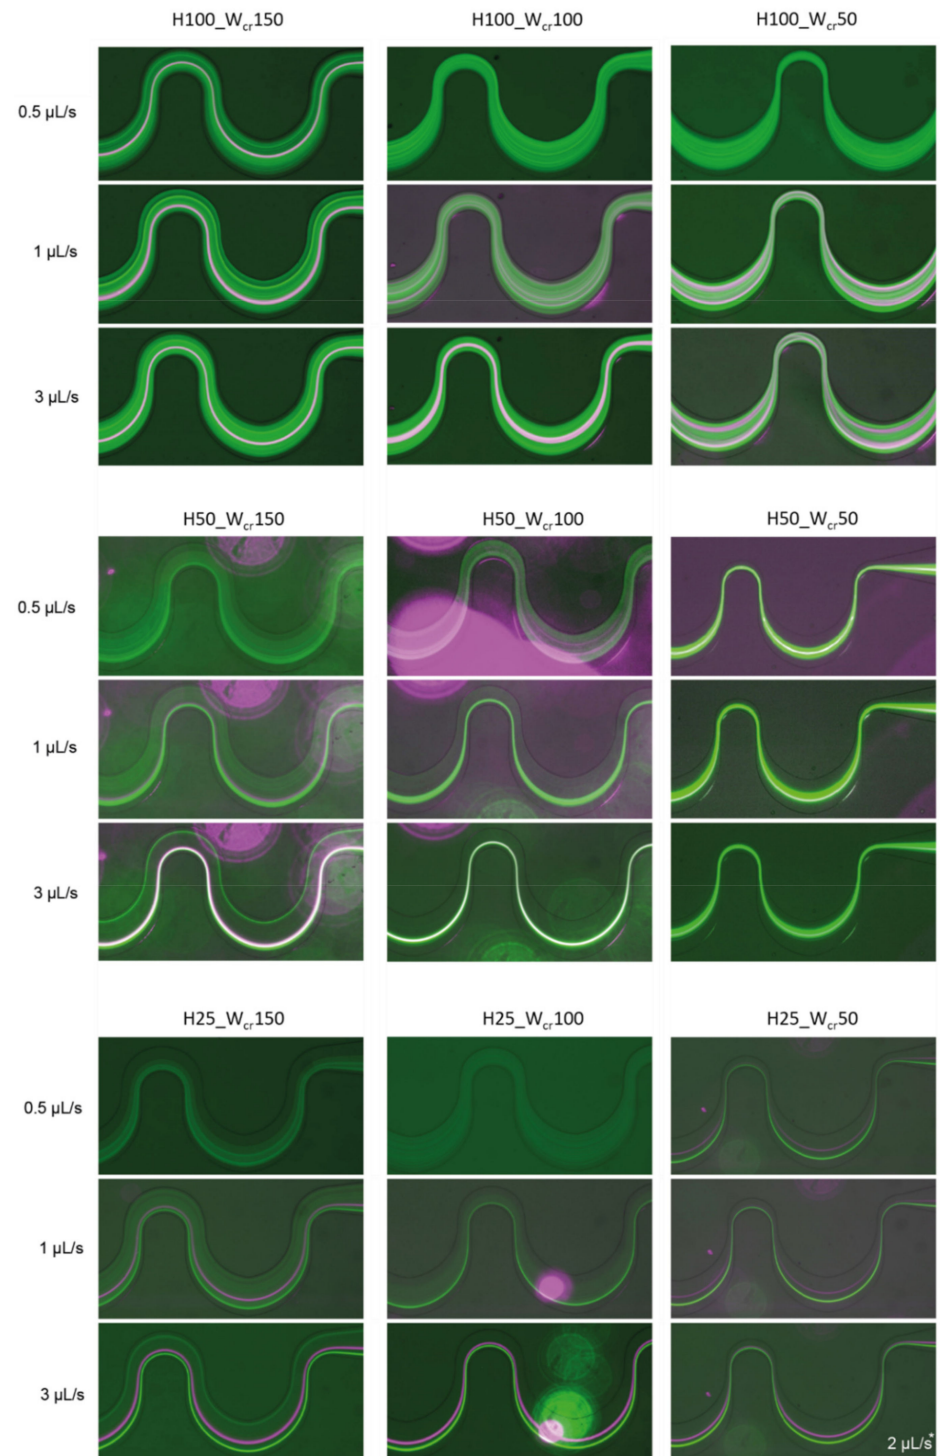 H100_Wcr150 H100_Wcr100 H100_Wcr50
0.5 µL/s
1 µL/s
3 µL/s
H50_Wcr150 H50_Wcr100 H50_Wcr50
0.5 µL/s
1 µL/s
3 µL/s
H25_Wcr150 H25_Wcr100 H25_Wcr50
0.5 µL/s
1 µL/s
3 µL/s
2 µL/s*